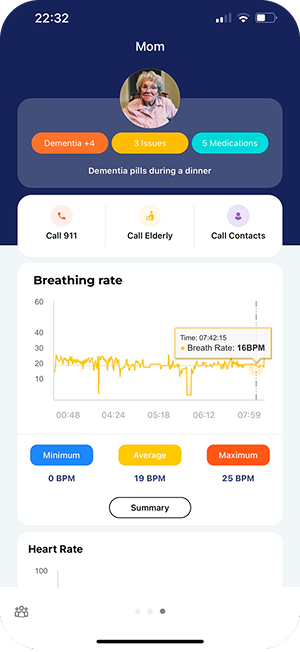 22:32
Mom
Dementia +4
3 Issues
5 Medications
Dementia pills during a dinner
Call 911
Call Elderly
Call Contacts
Breathing rate
60
40
30
20
10
Time: 07:42:15
Breath Rate: 16BPM
00:48 04:24 05:18 06:12 07:59
Minimum
Average
Maximum
0 BPM
19 BPM
25 BPM
Summary
Heart Rate
100